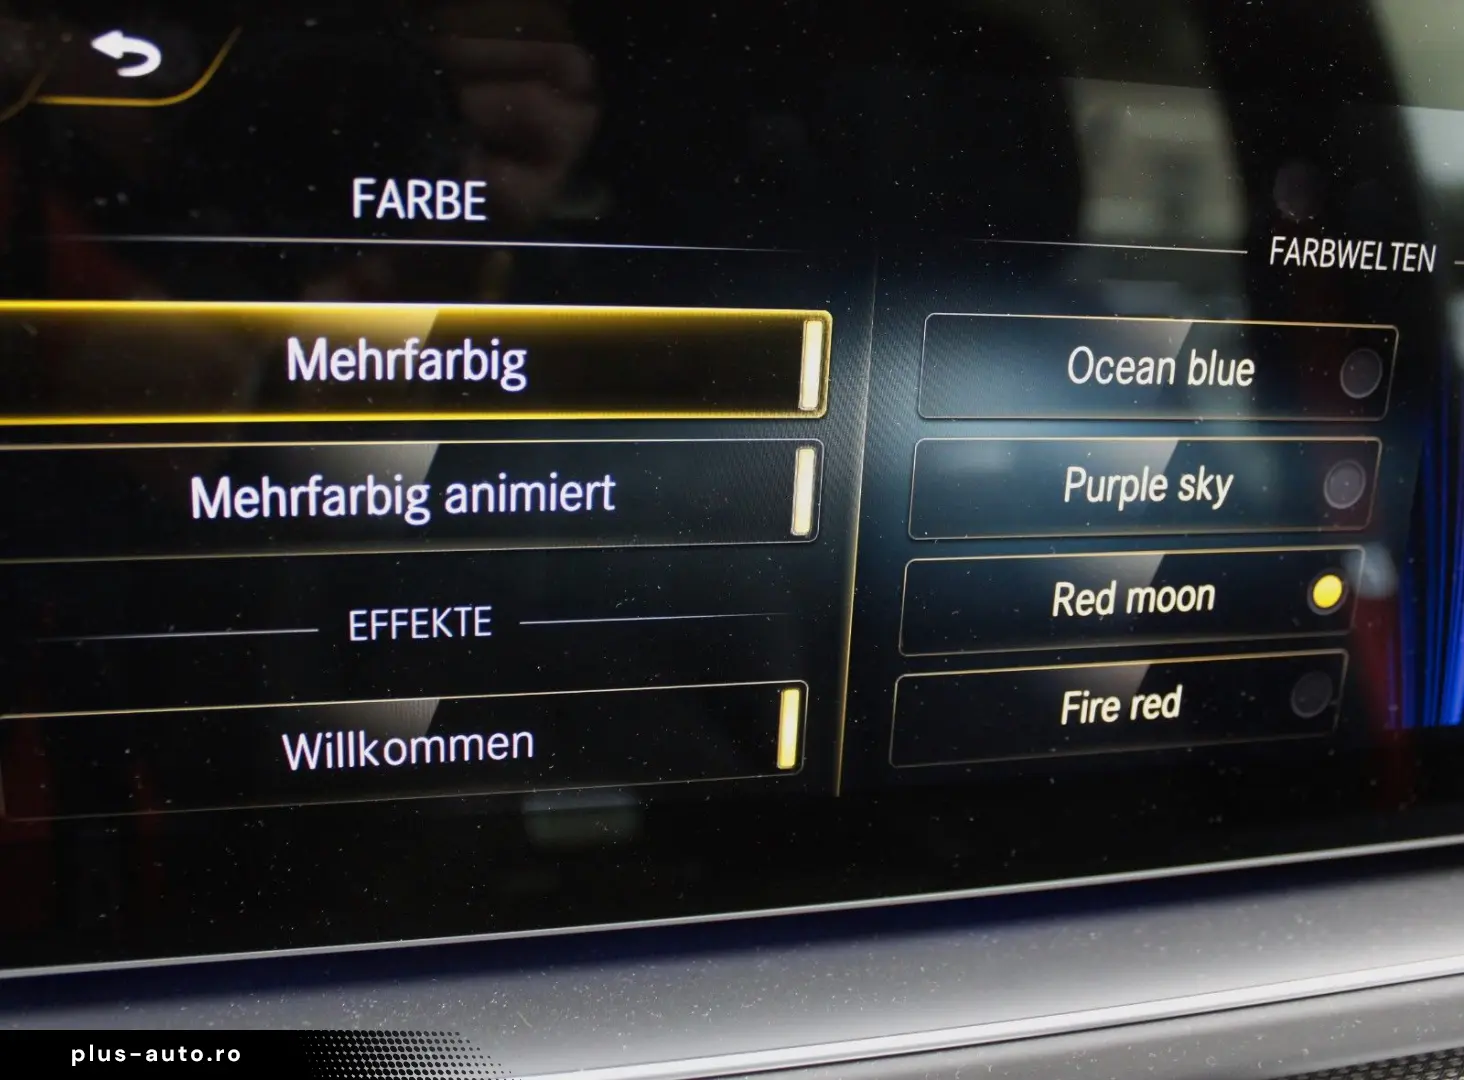 FARBE
Mehrfarbig
Mehrfarbig animiert
EFFEKTE
Willkommen
FARBWELTEN
Ocean blue
Purple sky
Red moon
Fire red
plus-auto.ro